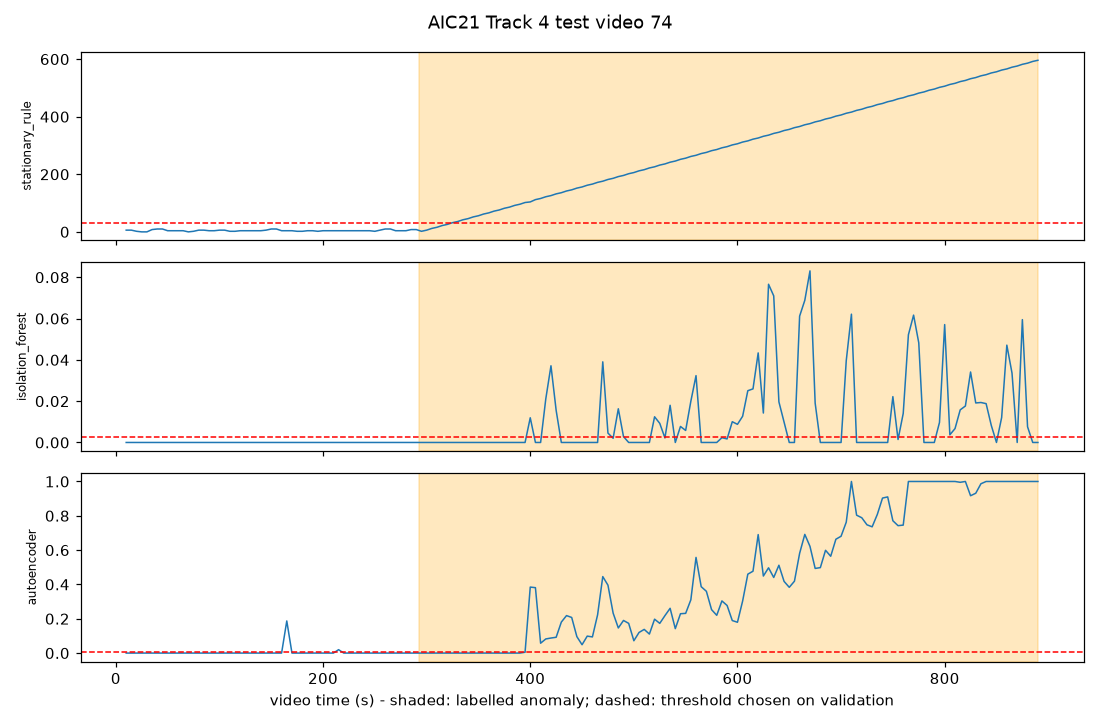 AIC21 Track 4 test video 74
600
400
200
0
stationary_rule
0.08
0.06
0.04
0.02
0.00
isolation_forest
1.0
0.8
0.6
0.4
0.2
0.0
autoencoder
0 200 400 600 800
video time (s) - shaded: labelled anomaly; dashed: threshold chosen on validation